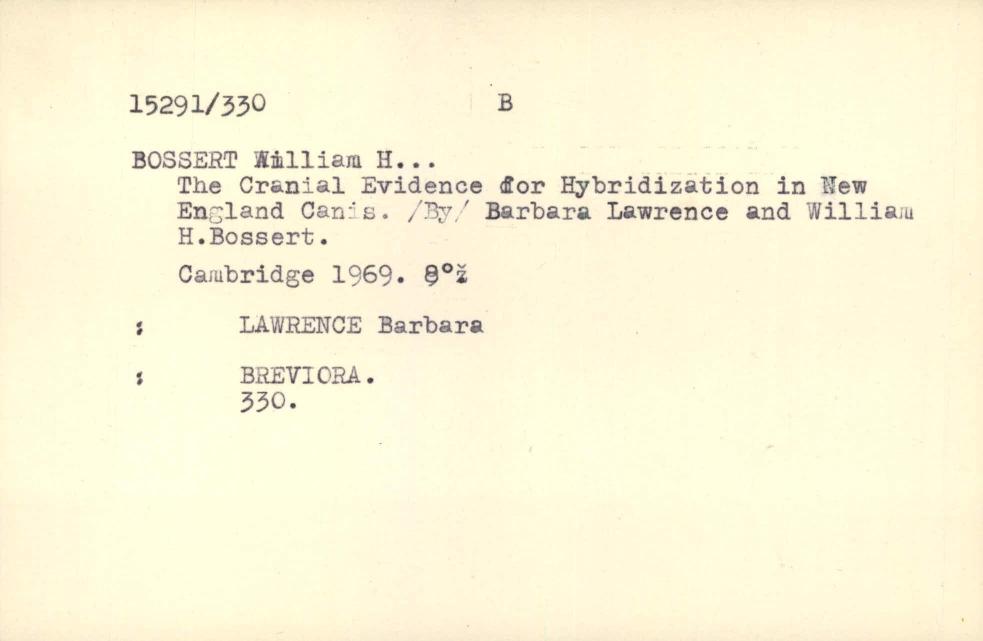 15291/330 B
BOSSERT William H...
The Cranial Evidence for Hybridization in New
England Canis. /By/ Barbara Lawrence and William
H.Bossert.
Cambridge 1969. 8°ž
: LAWRENCE Barbara
: BREVIORA.
330.